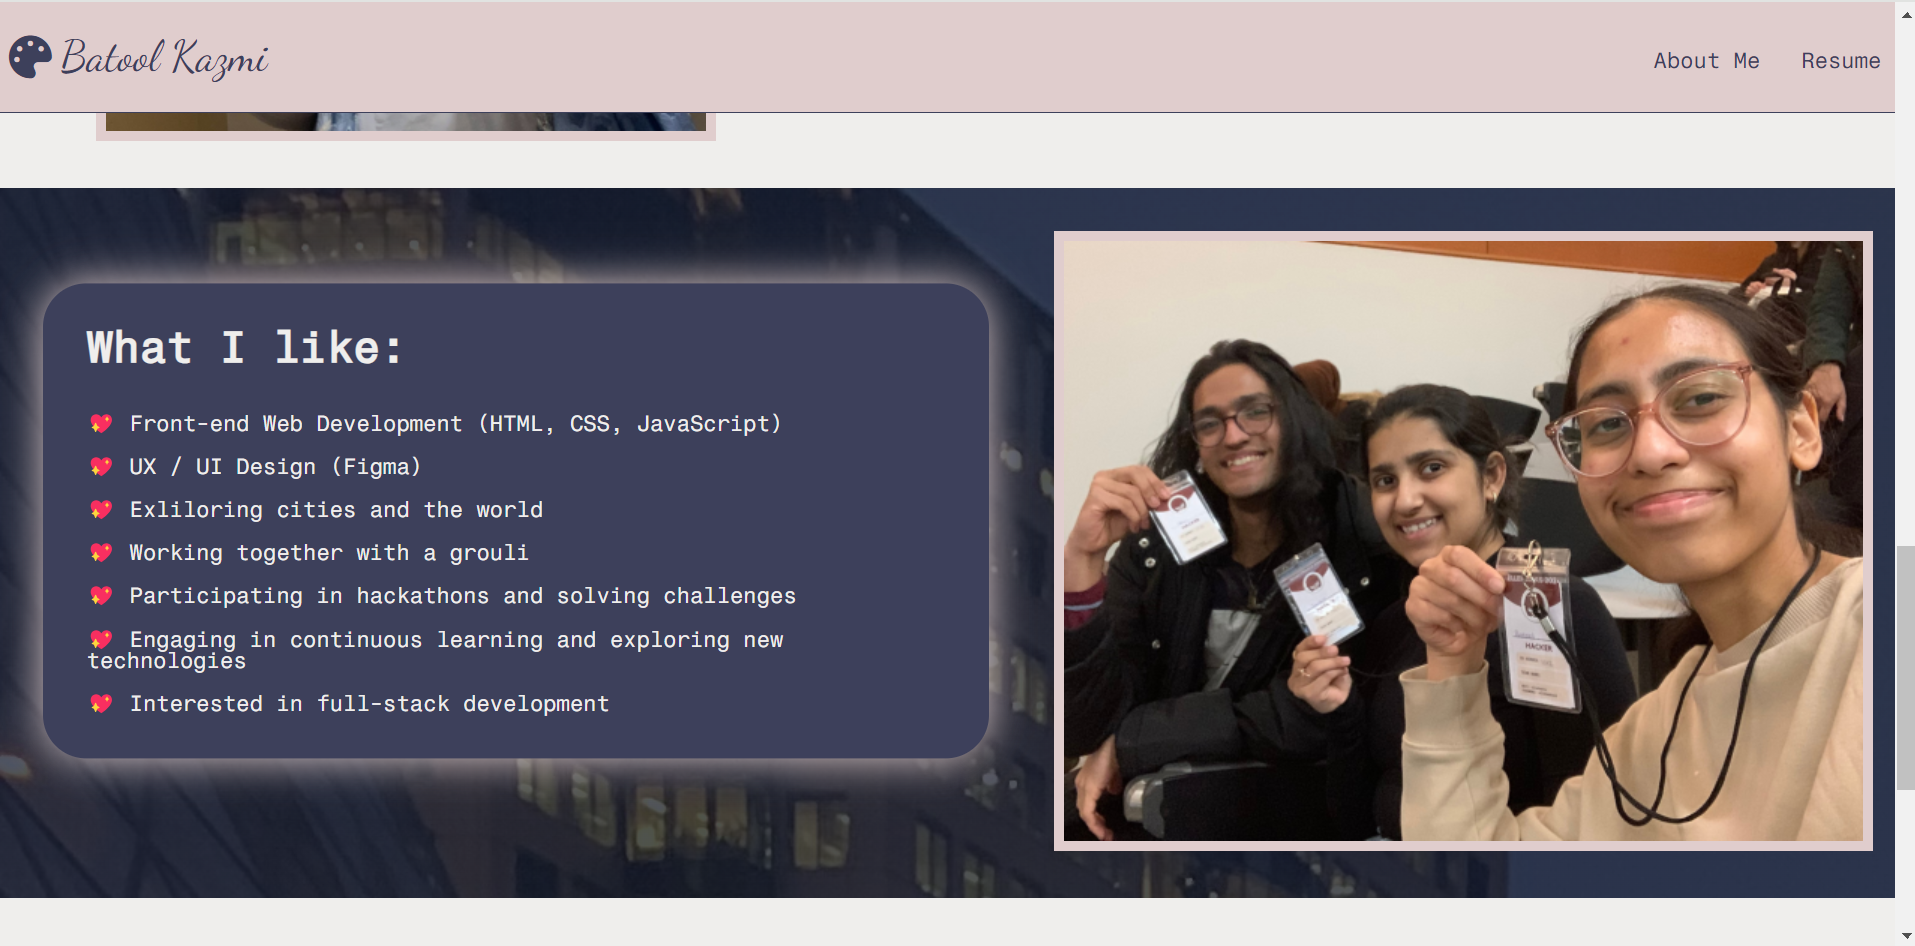 Batool Kazmi
About Me
Resume
What I like:
💖 Front-end Web Development (HTML, CSS, JavaScript)
💖 UX / UI Design (Figma)
💖 Exliloring cities and the world
💖 Working together with a grouli
💖 Participating in hackathons and solving challenges
💖 Engaging in continuous learning and exploring new
technologies
💖 Interested in full-stack development
HACKER